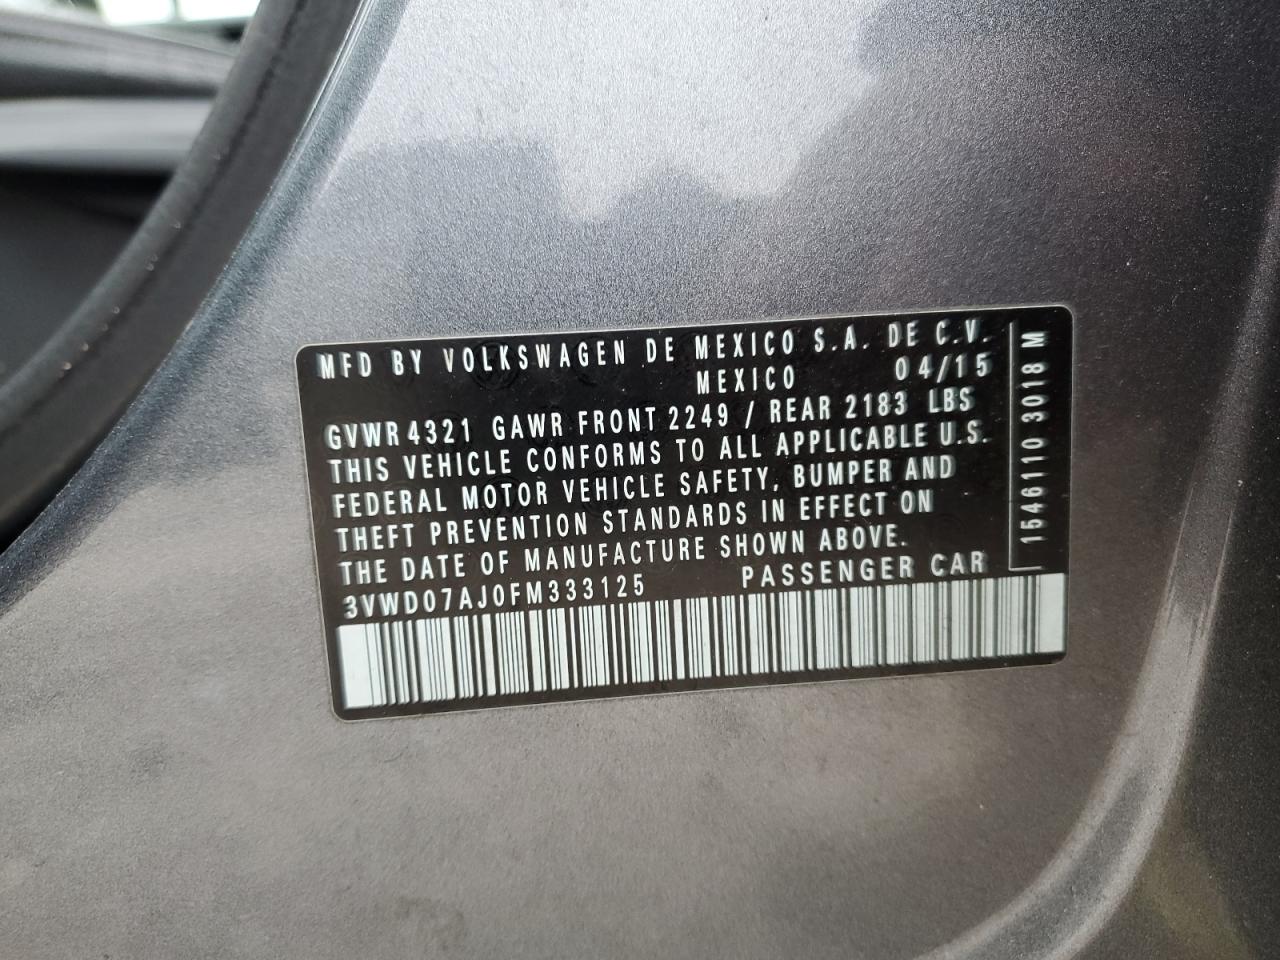 MFD BY VOLKSWAGEN DE MEXICO S.A. DE C.V.
MEXICO 04/15
GVWR 4321 GAWR FRONT 2249 / REAR 2183 LBS
THIS VEHICLE CONFORMS TO ALL APPLICABLE U.S.
FEDERAL MOTOR VEHICLE SAFETY, BUMPER AND
THEFT PREVENTION STANDARDS IN EFFECT ON
THE DATE OF MANUFACTURE SHOWN ABOVE.
3VWD07AJ0FM333125 PASSENGER CAR
1546110 3018 M